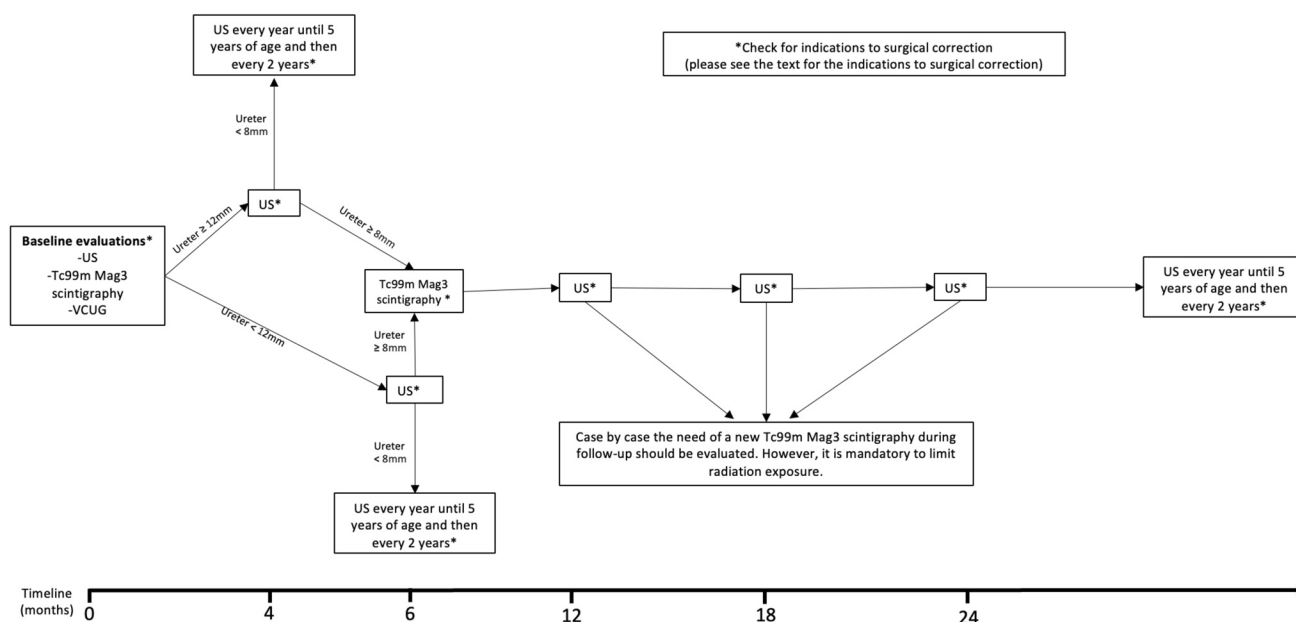 US every year until 5
years of age and then
every 2 years*
*Check for indications to surgical correction
(please see the text for the indications to surgical correction)
Ureter
< 8mm
US*
Ureter ≥ 12mm
Ureter ≥ 8mm
Baseline evaluations*
-US
-Tc99m Mag3
scintigraphy
-VCUG
Tc99m Mag3
scintigraphy *
US*
US*
US*
US every year until 5
years of age and then
every 2 years*
Ureter < 12mm
Ureter
≥ 8mm
US*
Ureter
< 8mm
Case by case the need of a new Tc99m Mag3 scintigraphy during
follow-up should be evaluated. However, it is mandatory to limit
radiation exposure.
US every year until 5
years of age and then
every 2 years*
Timeline
(months)
0 4 6 12 18 24